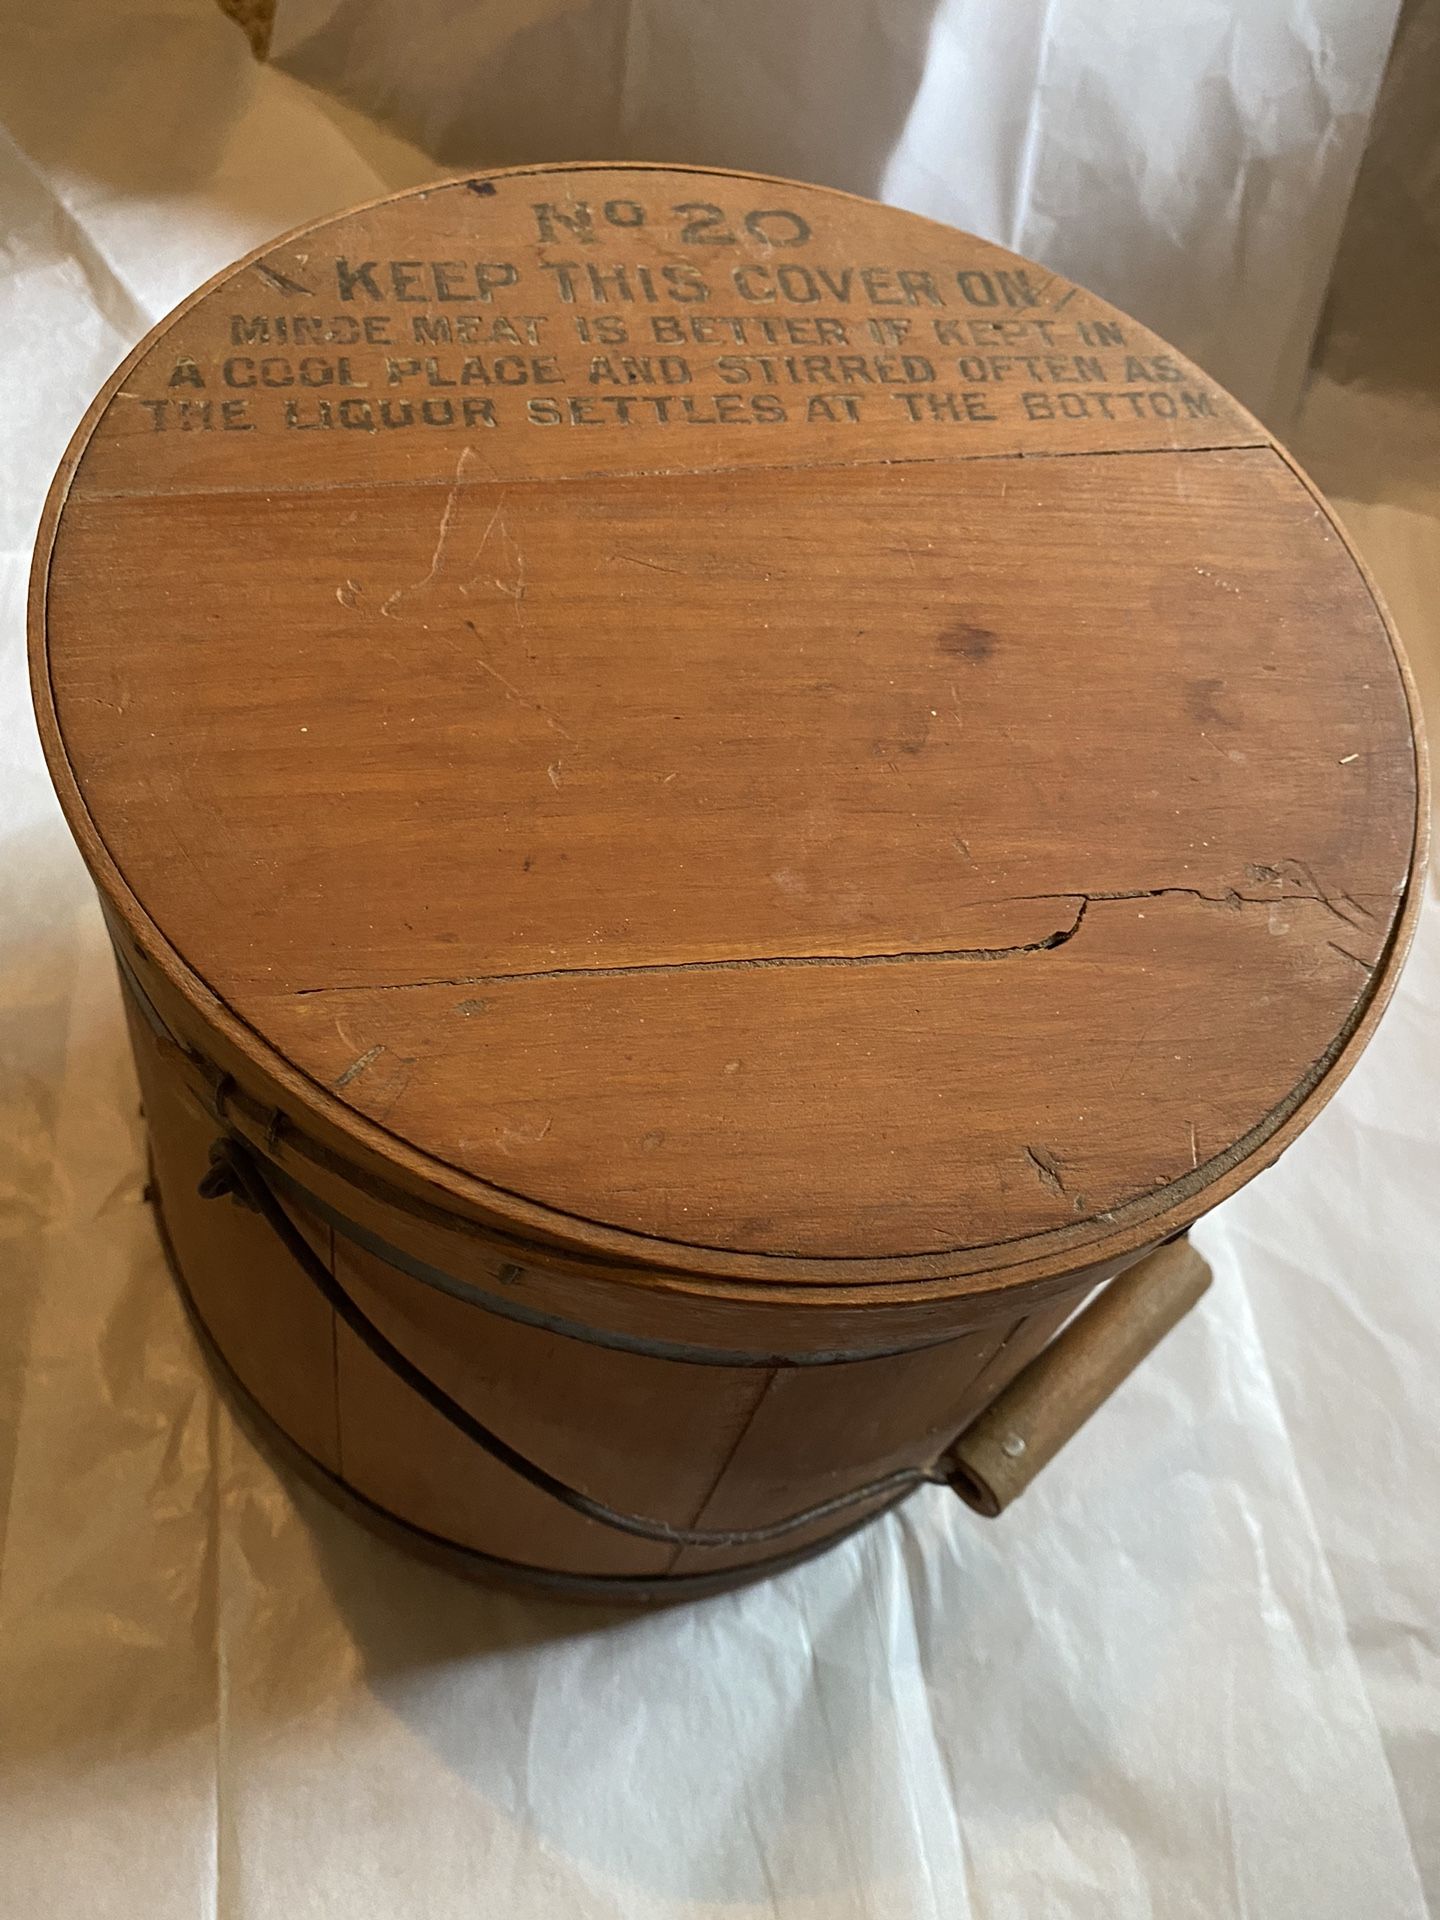 Nº 20
KEEP THIS COVER ON
MINCE MEAT IS BETTER IF KEPT IN
A COOL PLACE AND STIRRED OFTEN AS
THE LIQUOR SETTLES AT THE BOTTOM